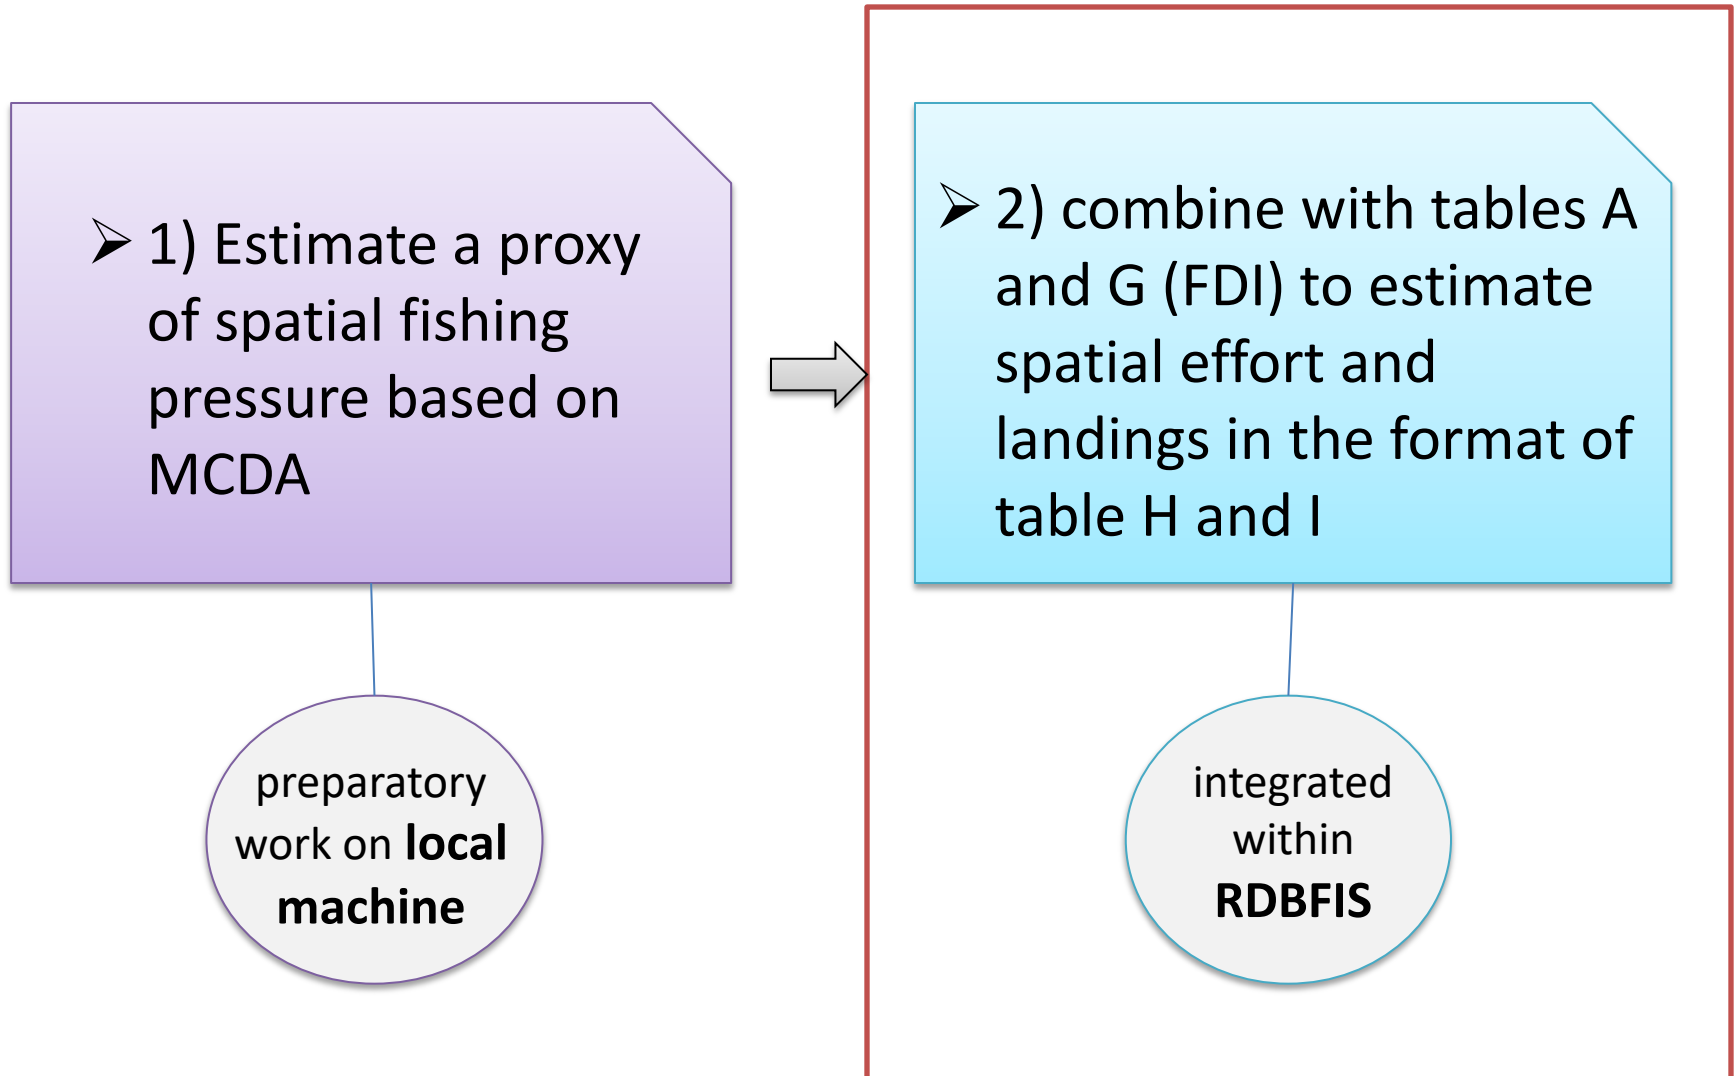 ➢ 1) Estimate a proxy
of spatial fishing
pressure based on
MCDA
➢ 2) combine with tables A
and G (FDI) to estimate
spatial effort and
landings in the format of
table H and I
preparatory
work on local
machine
integrated
within
RDBFIS